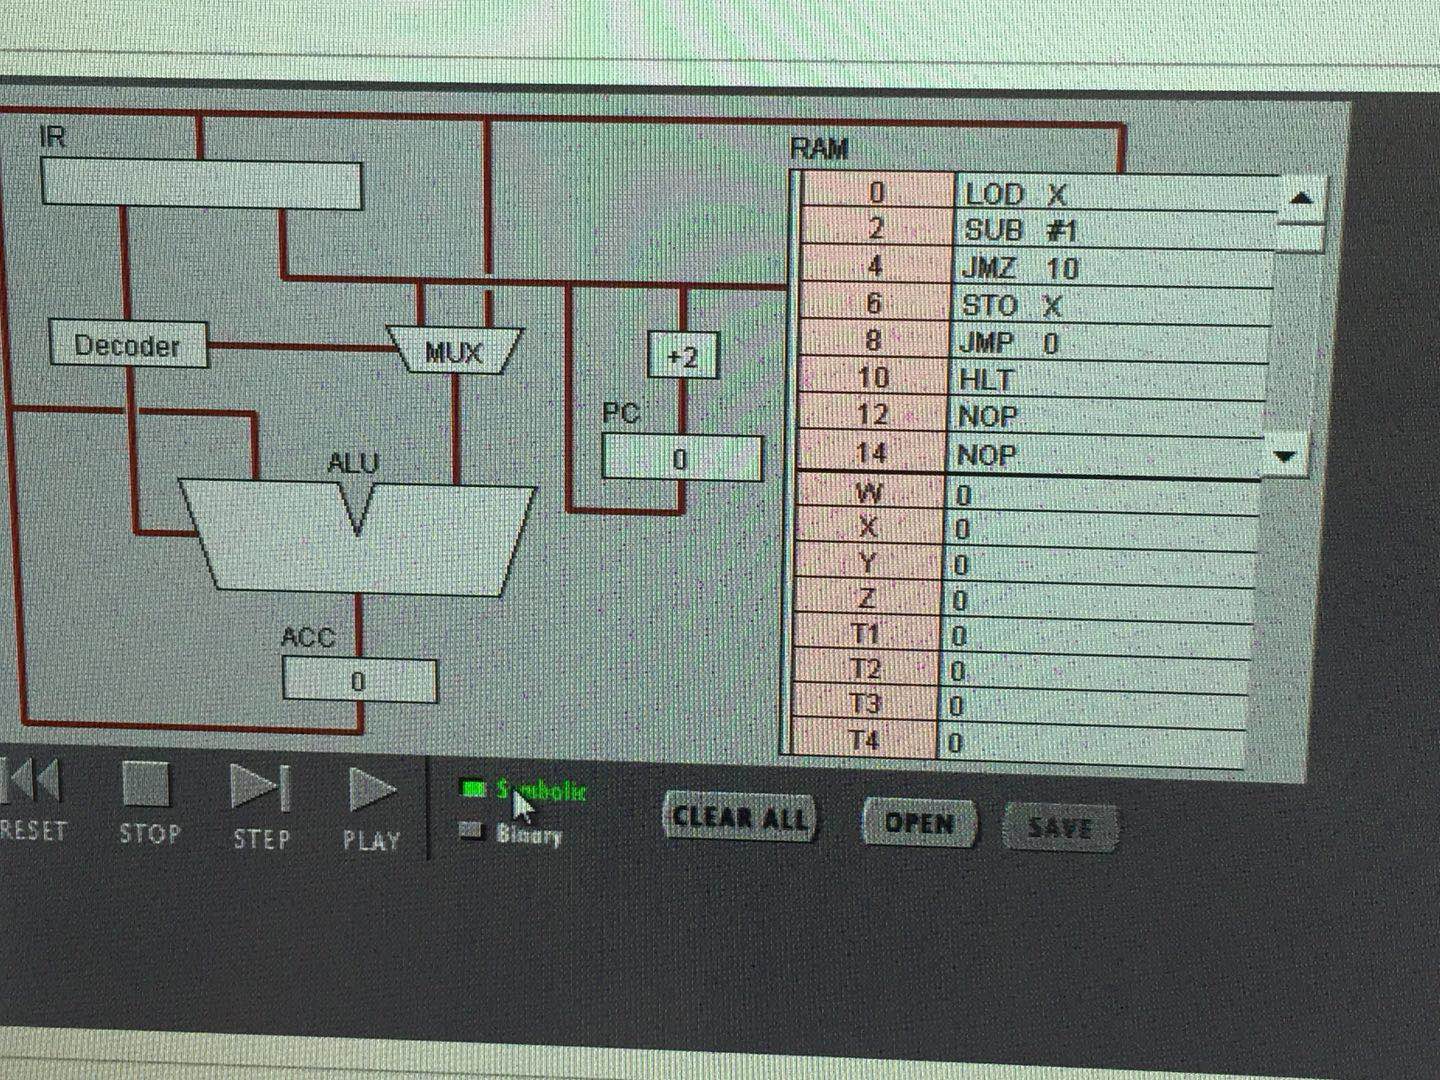 IR
RAM
0 LOD X
2 SUB #1
4 JMZ 10
6 STO X
8 JMP 0
10 HLT
12 NOP
14 NOP
W 0
X 0
Y 0
Z 0
T1 0
T2 0
T3 0
T4 0
Decoder
MUX
+2
PC
0
ALU
ACC
0
RESET
STOP
STEP
PLAY
Symbolic
Binary
CLEAR ALL
OPEN
SAVE